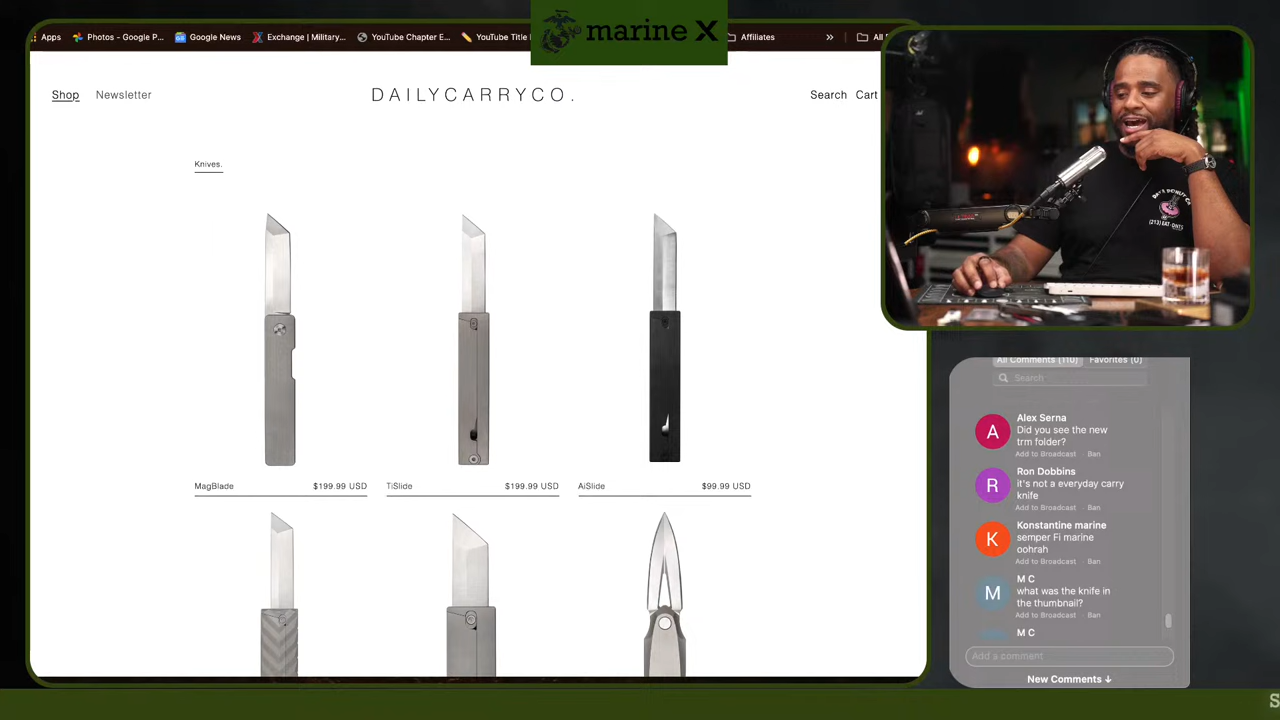 Apps
Photos - Google P...
Google News
Exchange | Military...
YouTube Chapter E...
YouTube Title
marine X
Affiliates
»
All
Shop
Newsletter
DAILYCARRYCO.
Search
Cart
Knives.
MagBlade
$199.99 USD
TiSlide
$199.99 USD
AiSlide
$99.99 USD
All Comments (110)
Favorites (0)
Search
A
Alex Serna
Did you see the new
trm folder?
Add to Broadcast · Ban
R
Ron Dobbins
it's not a everyday carry
knife
Add to Broadcast · Ban
K
Konstantine marine
semper Fi marine
oohrah
Add to Broadcast · Ban
M
M C
what was the knife in
the thumbnail?
Add to Broadcast · Ban
M C
Add a comment
New Comments ↓
S